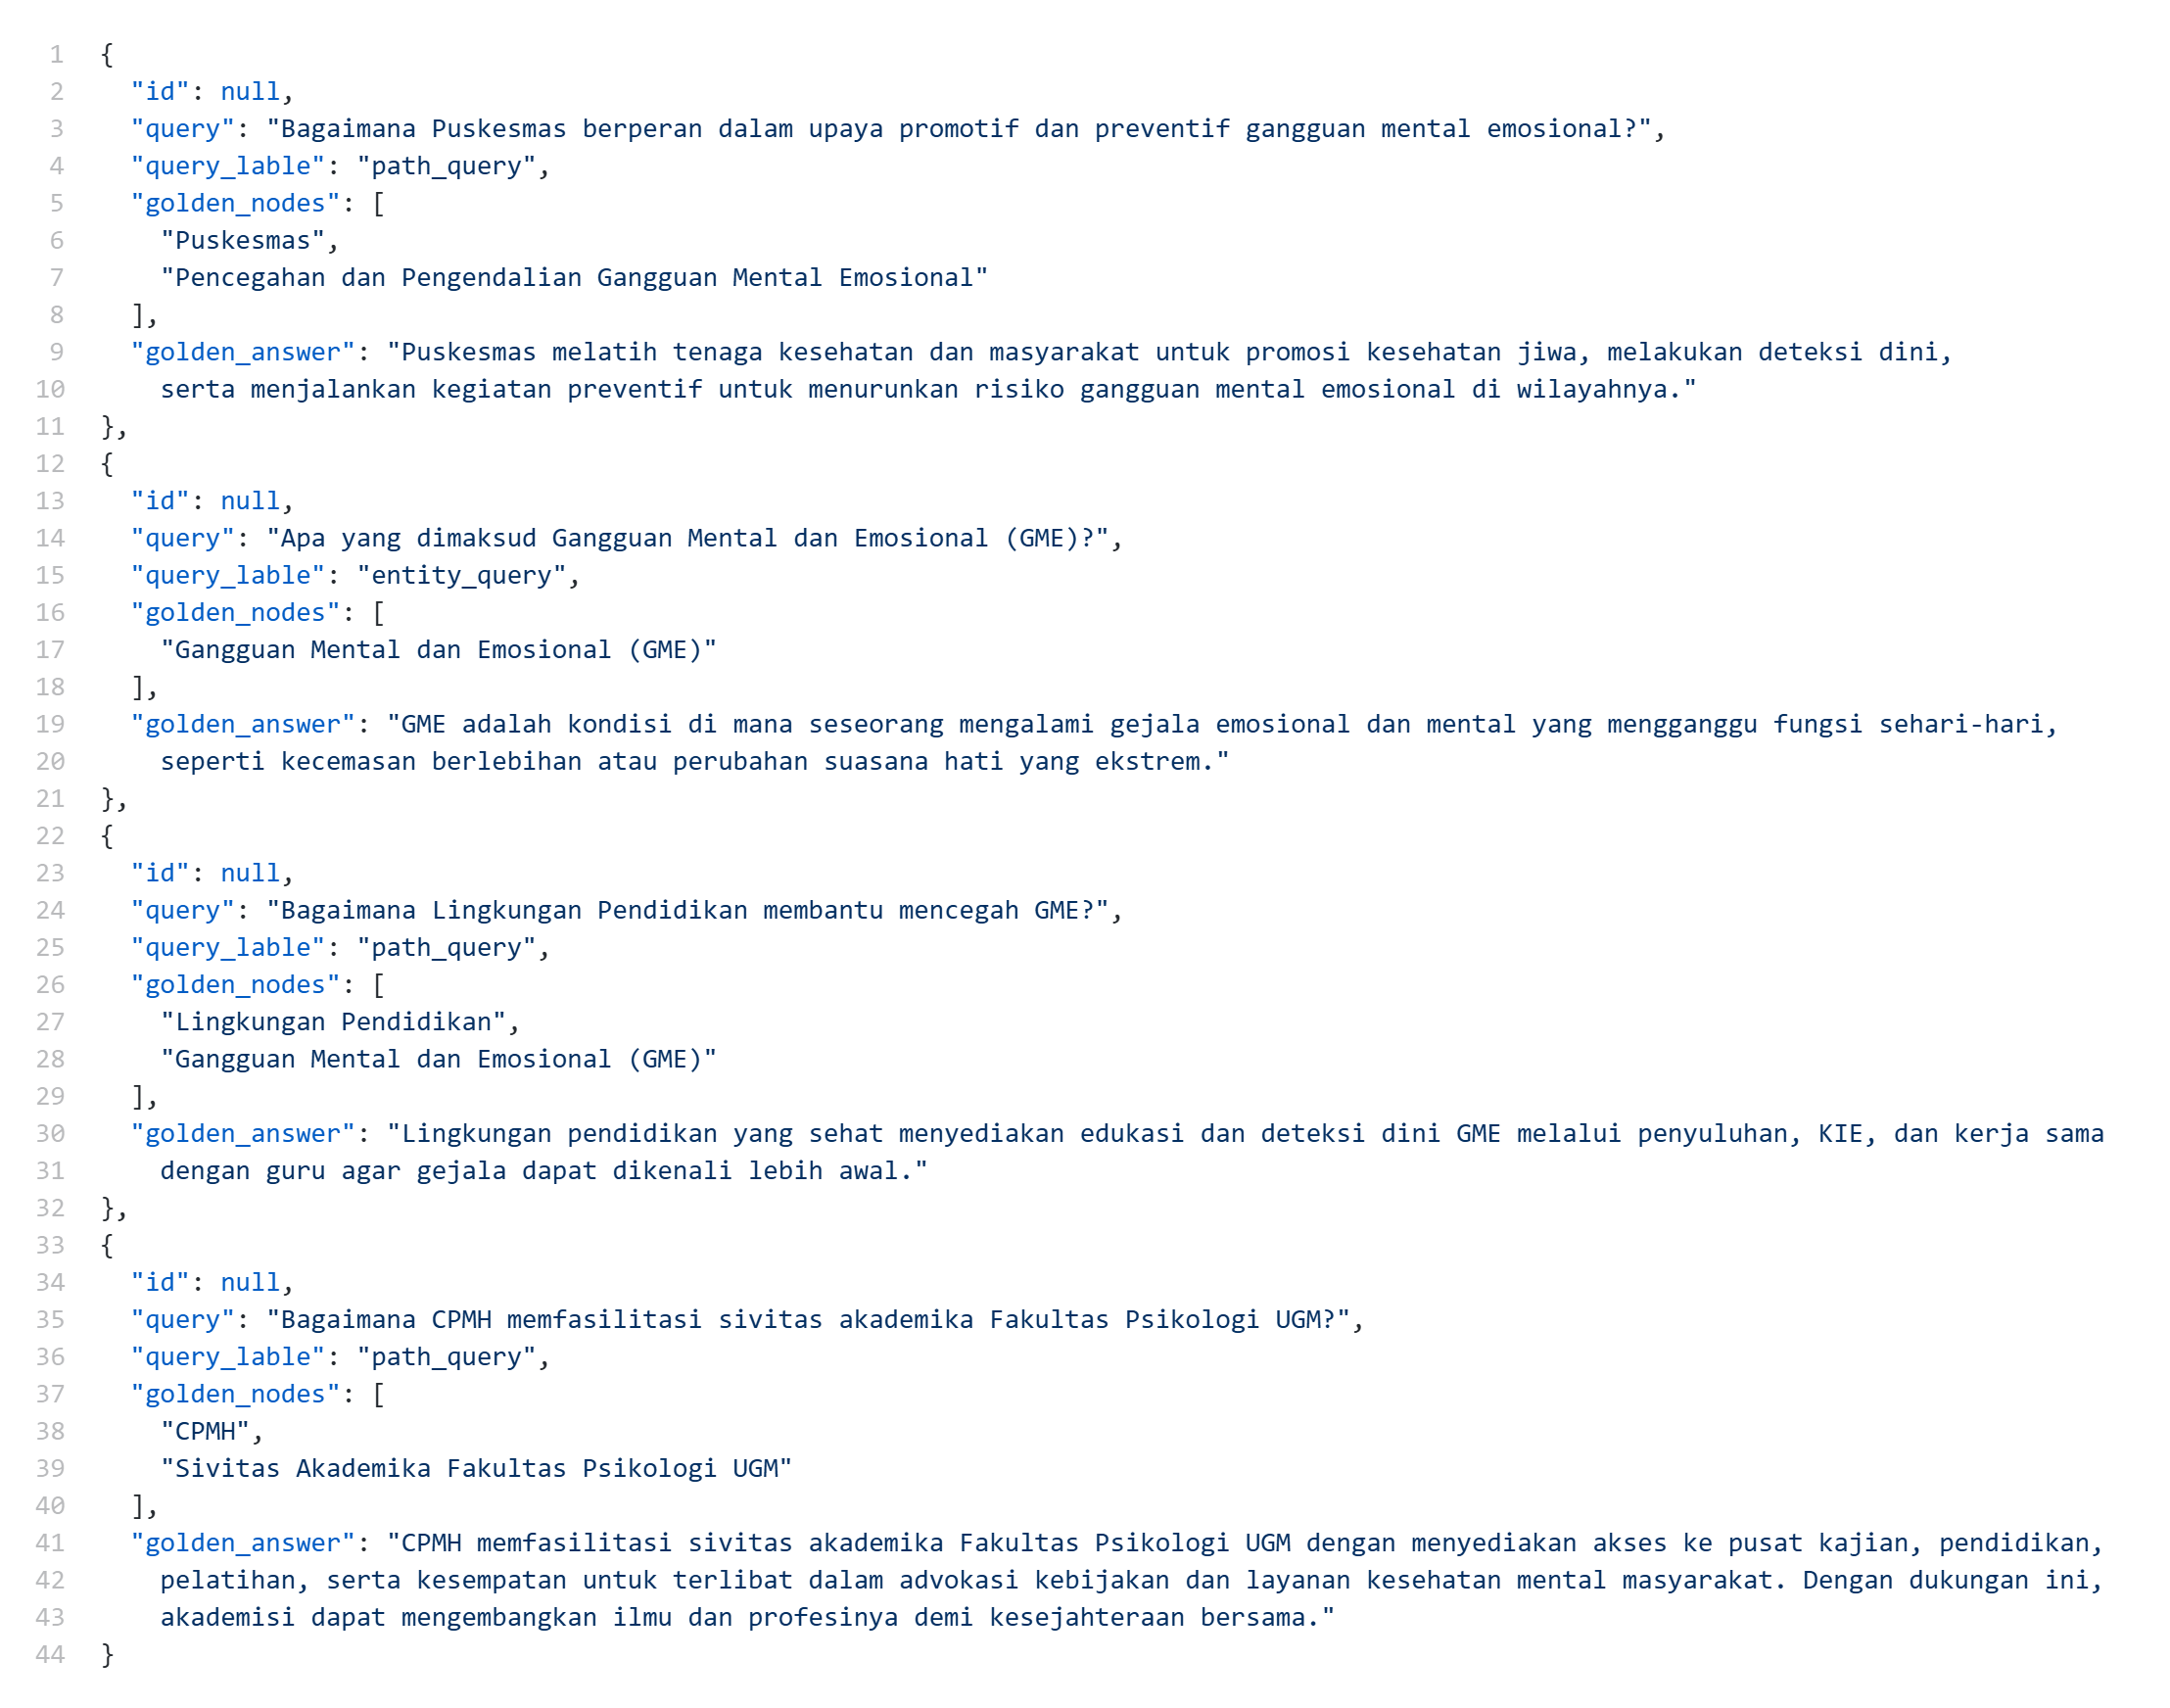 1 {
2 "id": null,
3 "query": "Bagaimana Puskesmas berperan dalam upaya promotif dan preventif gangguan mental emosional?",
4 "query_lable": "path_query",
5 "golden_nodes": [
6 "Puskesmas",
7 "Pencegahan dan Pengendalian Gangguan Mental Emosional"
8 ],
9 "golden_answer": "Puskesmas melatih tenaga kesehatan dan masyarakat untuk promosi kesehatan jiwa, melakukan deteksi dini,
10 serta menjalankan kegiatan preventif untuk menurunkan risiko gangguan mental emosional di wilayahnya."
11 },
12 {
13 "id": null,
14 "query": "Apa yang dimaksud Gangguan Mental dan Emosional (GME)?",
15 "query_lable": "entity_query",
16 "golden_nodes": [
17 "Gangguan Mental dan Emosional (GME)"
18 ],
19 "golden_answer": "GME adalah kondisi di mana seseorang mengalami gejala emosional dan mental yang mengganggu fungsi sehari-hari,
20 seperti kecemasan berlebihan atau perubahan suasana hati yang ekstrem."
21 },
22 {
23 "id": null,
24 "query": "Bagaimana Lingkungan Pendidikan membantu mencegah GME?",
25 "query_lable": "path_query",
26 "golden_nodes": [
27 "Lingkungan Pendidikan",
28 "Gangguan Mental dan Emosional (GME)"
29 ],
30 "golden_answer": "Lingkungan pendidikan yang sehat menyediakan edukasi dan deteksi dini GME melalui penyuluhan, KIE, dan kerja sama
31 dengan guru agar gejala dapat dikenali lebih awal."
32 },
33 {
34 "id": null,
35 "query": "Bagaimana CPMH memfasilitasi sivitas akademika Fakultas Psikologi UGM?",
36 "query_lable": "path_query",
37 "golden_nodes": [
38 "CPMH",
39 "Sivitas Akademika Fakultas Psikologi UGM"
40 ],
41 "golden_answer": "CPMH memfasilitasi sivitas akademika Fakultas Psikologi UGM dengan menyediakan akses ke pusat kajian, pendidikan,
42 pelatihan, serta kesempatan untuk terlibat dalam advokasi kebijakan dan layanan kesehatan mental masyarakat. Dengan dukungan ini,
43 akademisi dapat mengembangkan ilmu dan profesinya demi kesejahteraan bersama."
44 }